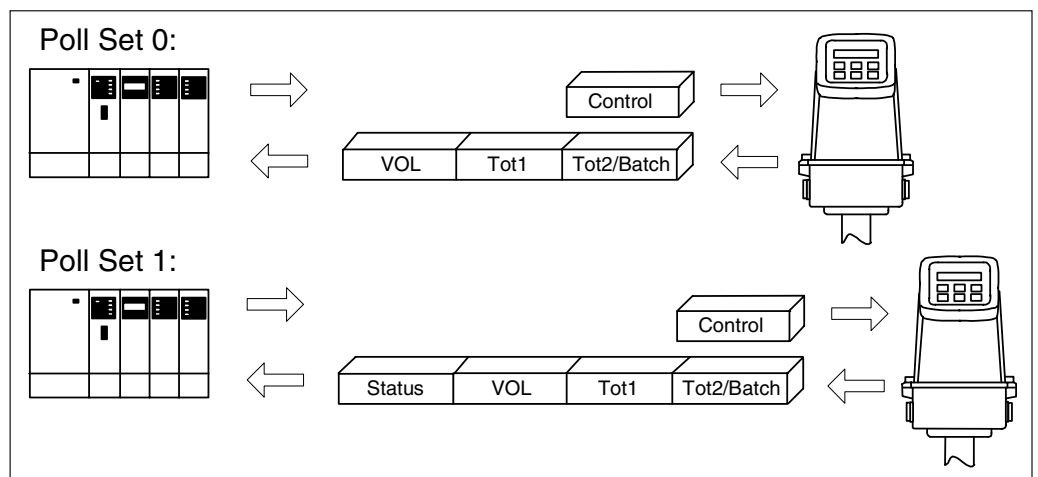 Poll Set 0:
Control
VOL Tot1 Tot2/Batch
Poll Set 1:
Control
Status VOL Tot1 Tot2/Batch